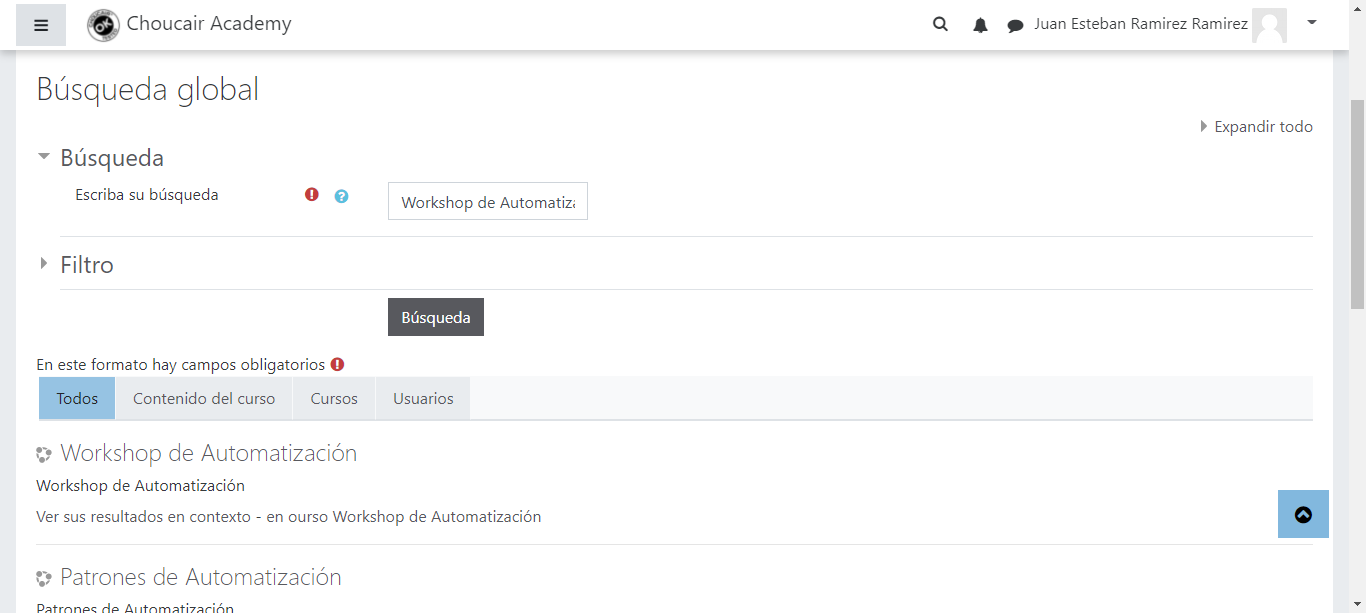 Choucair Academy
Juan Esteban Ramirez Ramirez
Búsqueda global
Expandir todo
Búsqueda
Escriba su búsqueda
Workshop de Automatiza
Filtro
Búsqueda
En este formato hay campos obligatorios
Todos Contenido del curso Cursos Usuarios
Workshop de Automatización
Workshop de Automatización
Ver sus resultados en contexto - en ourso Workshop de Automatización
Patrones de Automatización
Patrones de Automatización